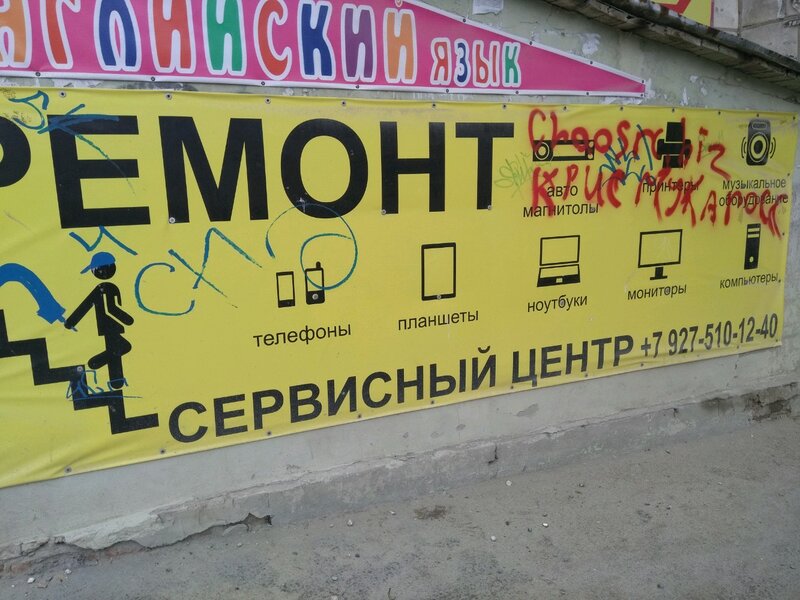 АНГЛИЙСКИЙ ЯЗЫК
РЕМОНТ
авто
магнитолы
принтеры
музыкальное
оборудование
телефоны
планшеты
ноутбуки
мониторы
компьютеры
СЕРВИСНЫЙ ЦЕНТР +7 927-510-12-40